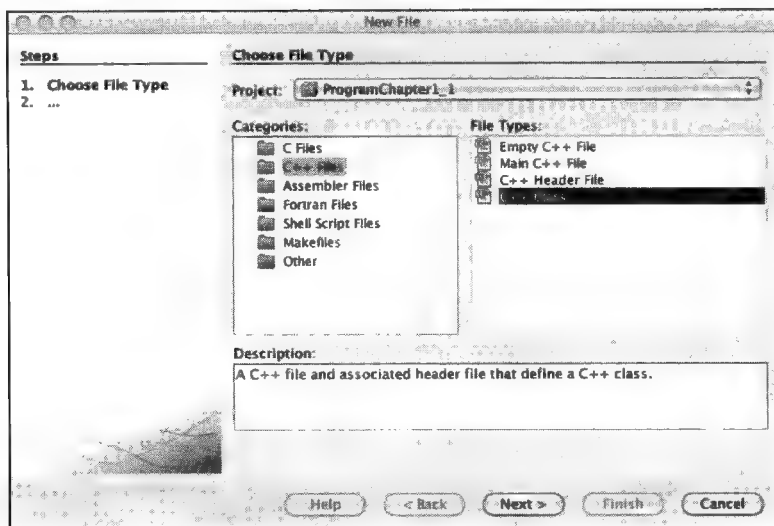 New File
Steps
1. Choose File Type
2. ...
Choose File Type
Project: ProgramChapter1_1
Categories:
C Files
C++ Files
Assembler Files
Fortran Files
Shell Script Files
Makefiles
Other
File Types:
Empty C++ File
Main C++ File
C++ Header File
Description:
A C++ file and associated header file that define a C++ class.
Help
< Back
Next >
Finish
Cancel